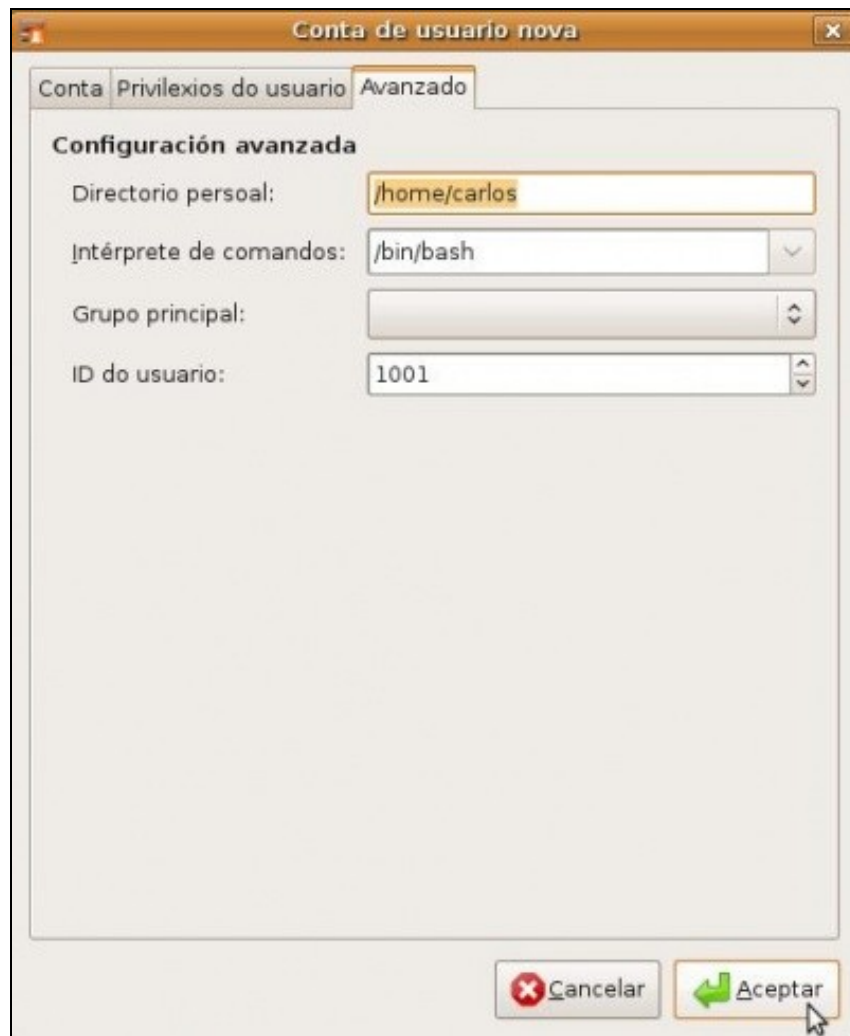 Conta de usuario nova
Conta Privilexios do usuario Avanzado
Configuración avanzada
Directorio persoal: /home/carlos
Intérprete de comandos: /bin/bash
Grupo principal:
ID do usuario: 1001
Cancelar Aceptar